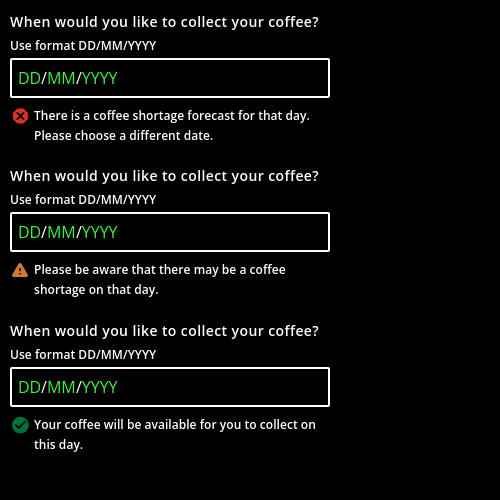 When would you like to collect your coffee?
Use format DD/MM/YYYY
DD/MM/YYYY
There is a coffee shortage forecast for that day.
Please choose a different date.
When would you like to collect your coffee?
Use format DD/MM/YYYY
DD/MM/YYYY
Please be aware that there may be a coffee
shortage on that day.
When would you like to collect your coffee?
Use format DD/MM/YYYY
DD/MM/YYYY
Your coffee will be available for you to collect on
this day.